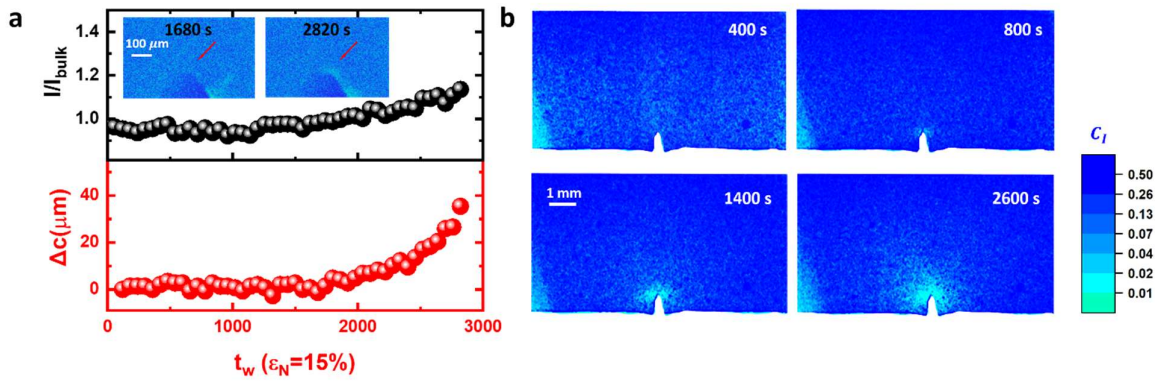 a
1680 s
2820 s
100 μm
I/I_bulk
1.4
1.2
1.0
Δc(μm)
40
20
0
0
1000
2000
3000
t_w (ε_N=15%)
b
400 s
800 s
1 mm
1400 s
2600 s
C_I
0.50
0.26
0.13
0.07
0.04
0.02
0.01